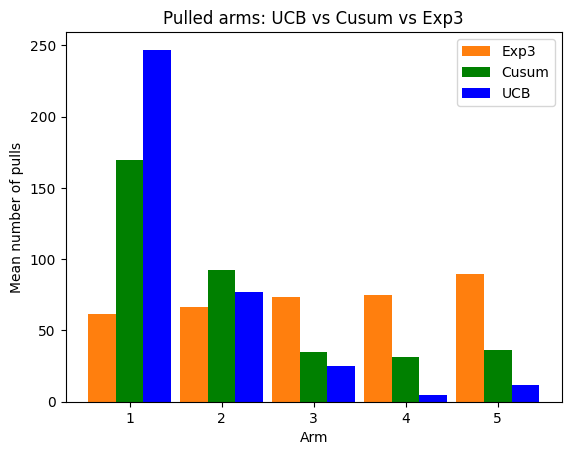 Pulled arms: UCB vs Cusum vs Exp3
Exp3
Cusum
UCB
Mean number of pulls
250
200
150
100
50
0
1 2 3 4 5
Arm